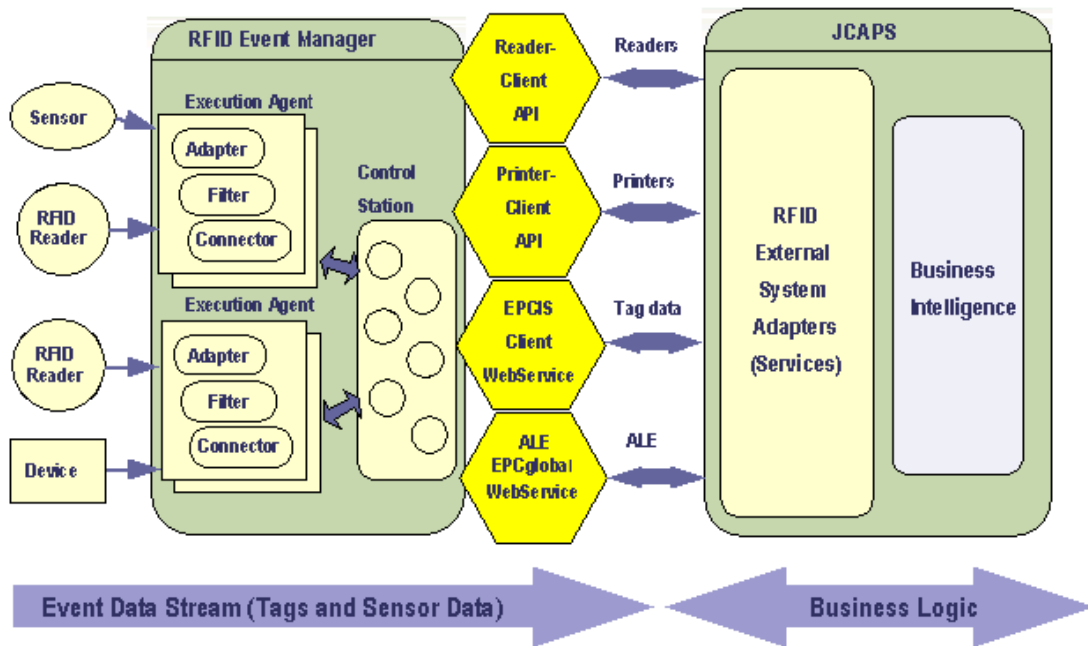 RFID Event Manager
Execution Agent
Sensor
Adapter
Filter
Connector
RFID
Reader
Control
Station
Execution Agent
RFID
Reader
Adapter
Filter
Connector
Device
Reader-
Client
API
Printer-
Client
API
EPCIS
Client
WebService
ALE
EPCglobal
WebService
Readers
Printers
Tag data
ALE
JCAPS
RFID
External
System
Adapters
(Services)
Business
Intelligence
Event Data Stream (Tags and Sensor Data)
Business Logic